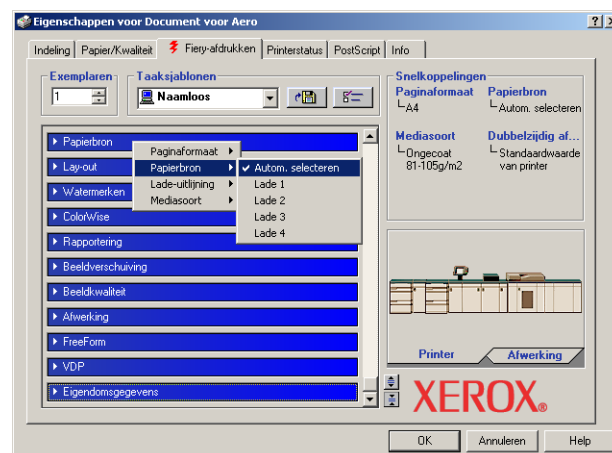 Eigenschappen voor Document voor Aero
Indeling Papier/Kwaliteit Fiery-afdrukken Printerstatus PostScript Info
Exemplaren
1
Taaksjablonen
Naamloos
Snelkoppelingen
Paginaformaat
A4
Papierbron
Autom. selecteren
Mediasoort
Ongecoat
81-105g/m2
Dubbelzijdig af...
Standaardwaarde
van printer
Papierbron
Lay-out
Watermerken
ColorWise
Rapportering
Beeldverschuiving
Beeldkwaliteit
Afwerking
FreeForm
VDP
Eigendomsgegevens
Paginaformaat
Papierbron
Lade-uitlijning
Mediasoort
Autom. selecteren
Lade 1
Lade 2
Lade 3
Lade 4
Printer
Afwerking
XEROX®
OK
Annuleren
Help